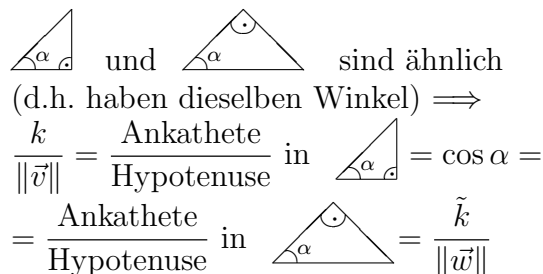 α und α sind ähnlich
(d.h. haben dieselben Winkel) ⟹
k/‖v⃗‖ = Ankathete/Hypotenuse in α = cos α =
= Ankathete/Hypotenuse in α = k̃/‖w⃗‖